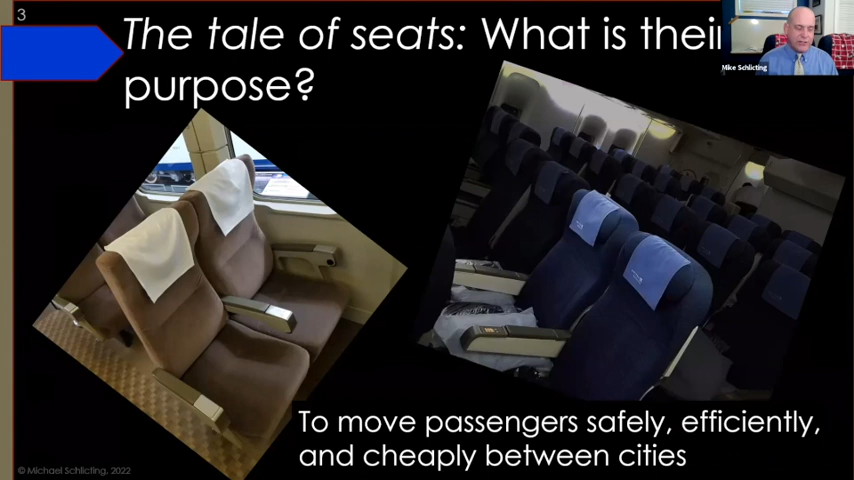 3
The tale of seats: What is their
purpose?
Mike Schlicting
To move passengers safely, efficiently,
and cheaply between cities
© Michael Schlicting, 2022